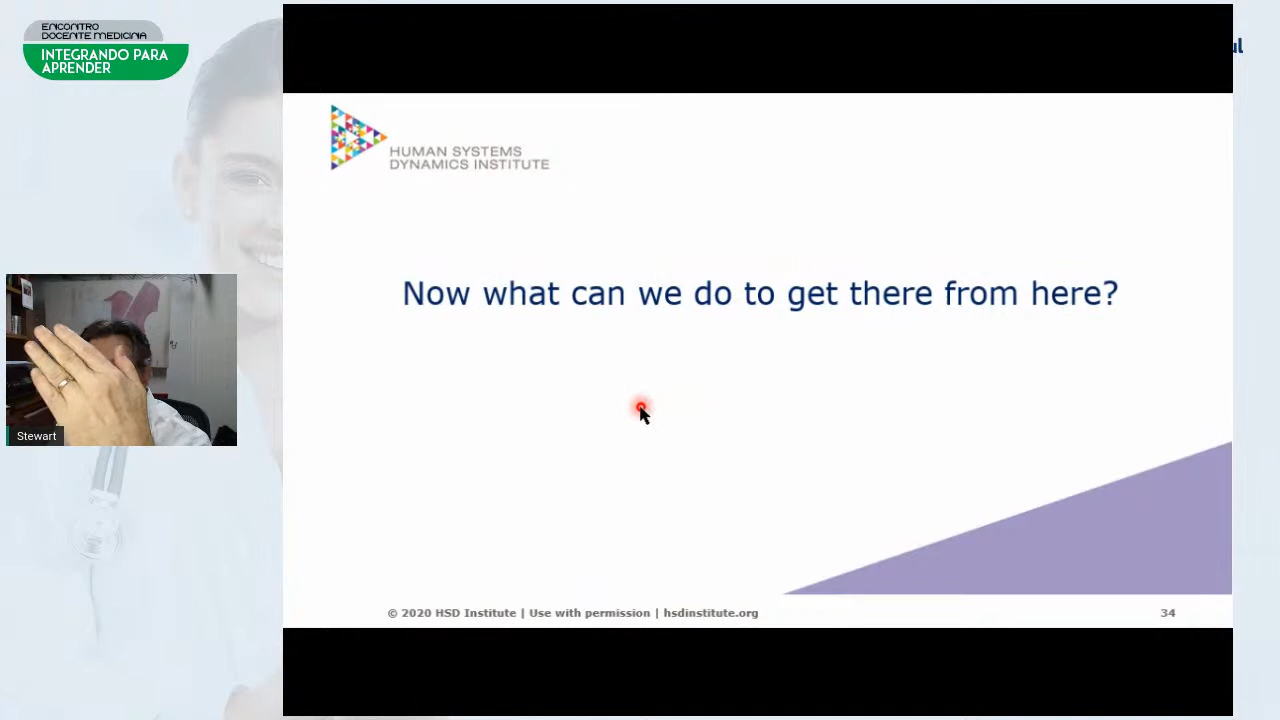 ENCONTRO
DOCENTE MEDICINA
INTEGRANDO PARA
APRENDER
ul
HUMAN SYSTEMS
DYNAMICS INSTITUTE
Now what can we do to get there from here?
Stewart
© 2020 HSD Institute | Use with permission | hsdinstitute.org
34